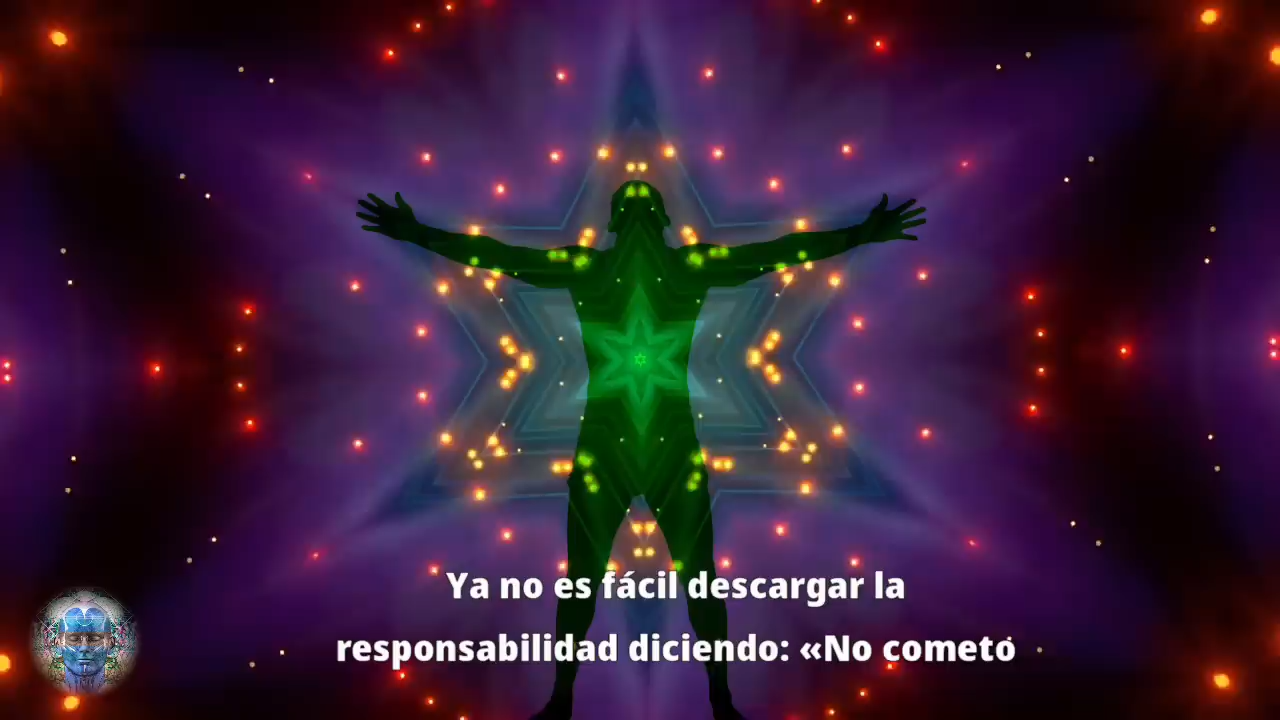 Ya no es fácil descargar la
responsabilidad diciendo: «No cometo